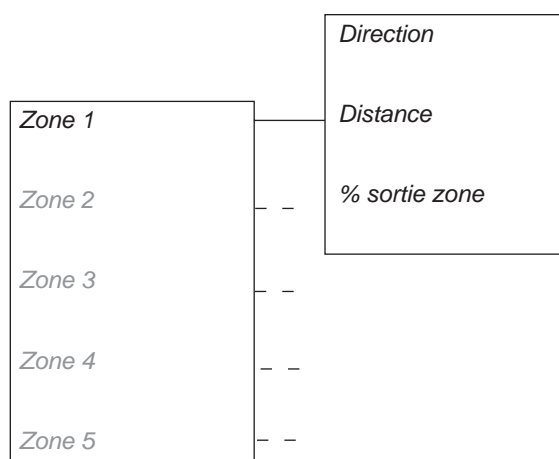 Direction
Distance
% sortie zone
Zone 1
Zone 2
Zone 3
Zone 4
Zone 5